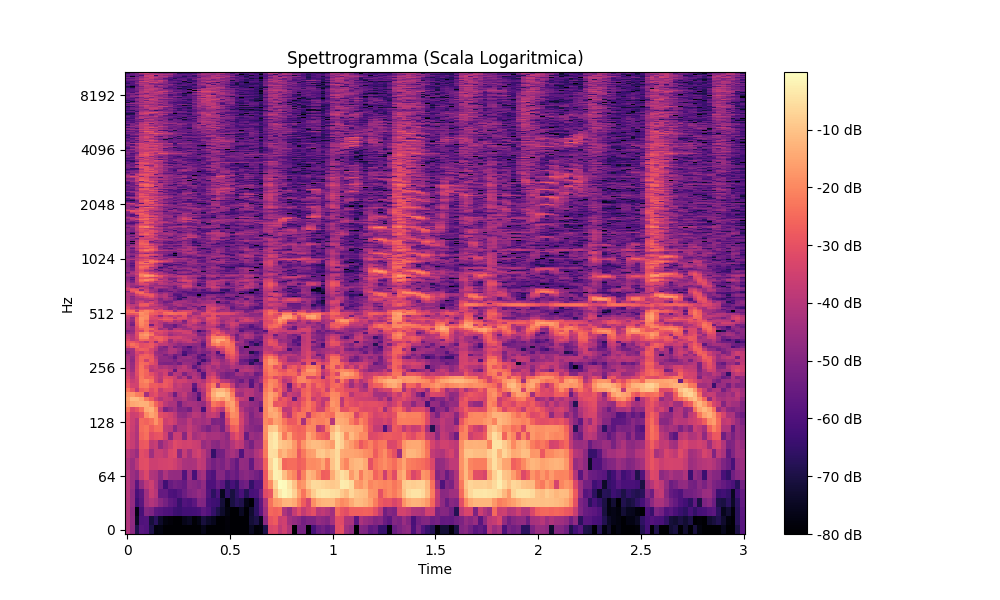 Spettrogramma (Scala Logaritmica)
8192
4096
2048
1024
512
256
128
64
0
Hz
0
0.5
1
1.5
2
2.5
3
Time
-10 dB
-20 dB
-30 dB
-40 dB
-50 dB
-60 dB
-70 dB
-80 dB